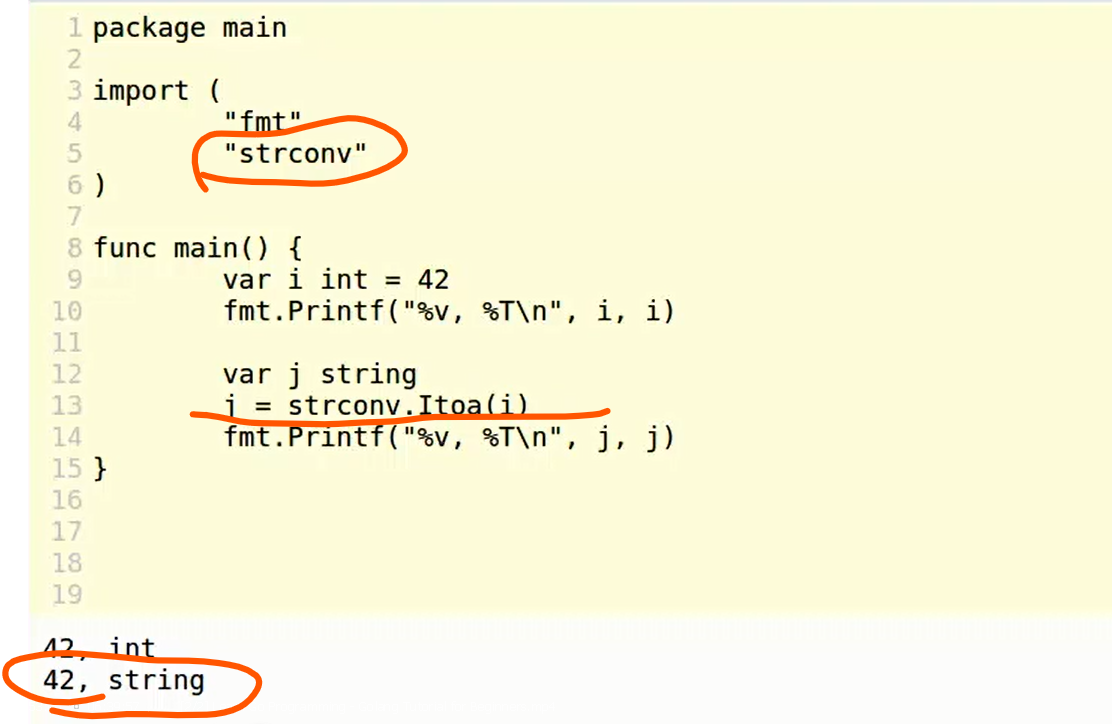 1 package main
2
3 import (
4 "fmt"
5 "strconv"
6 )
7
8 func main() {
9 var i int = 42
10 fmt.Printf("%v, %T\n", i, i)
11
12 var j string
13 j = strconv.Itoa(i)
14 fmt.Printf("%v, %T\n", j, j)
15 }
16
17
18
19
42, int
42, string